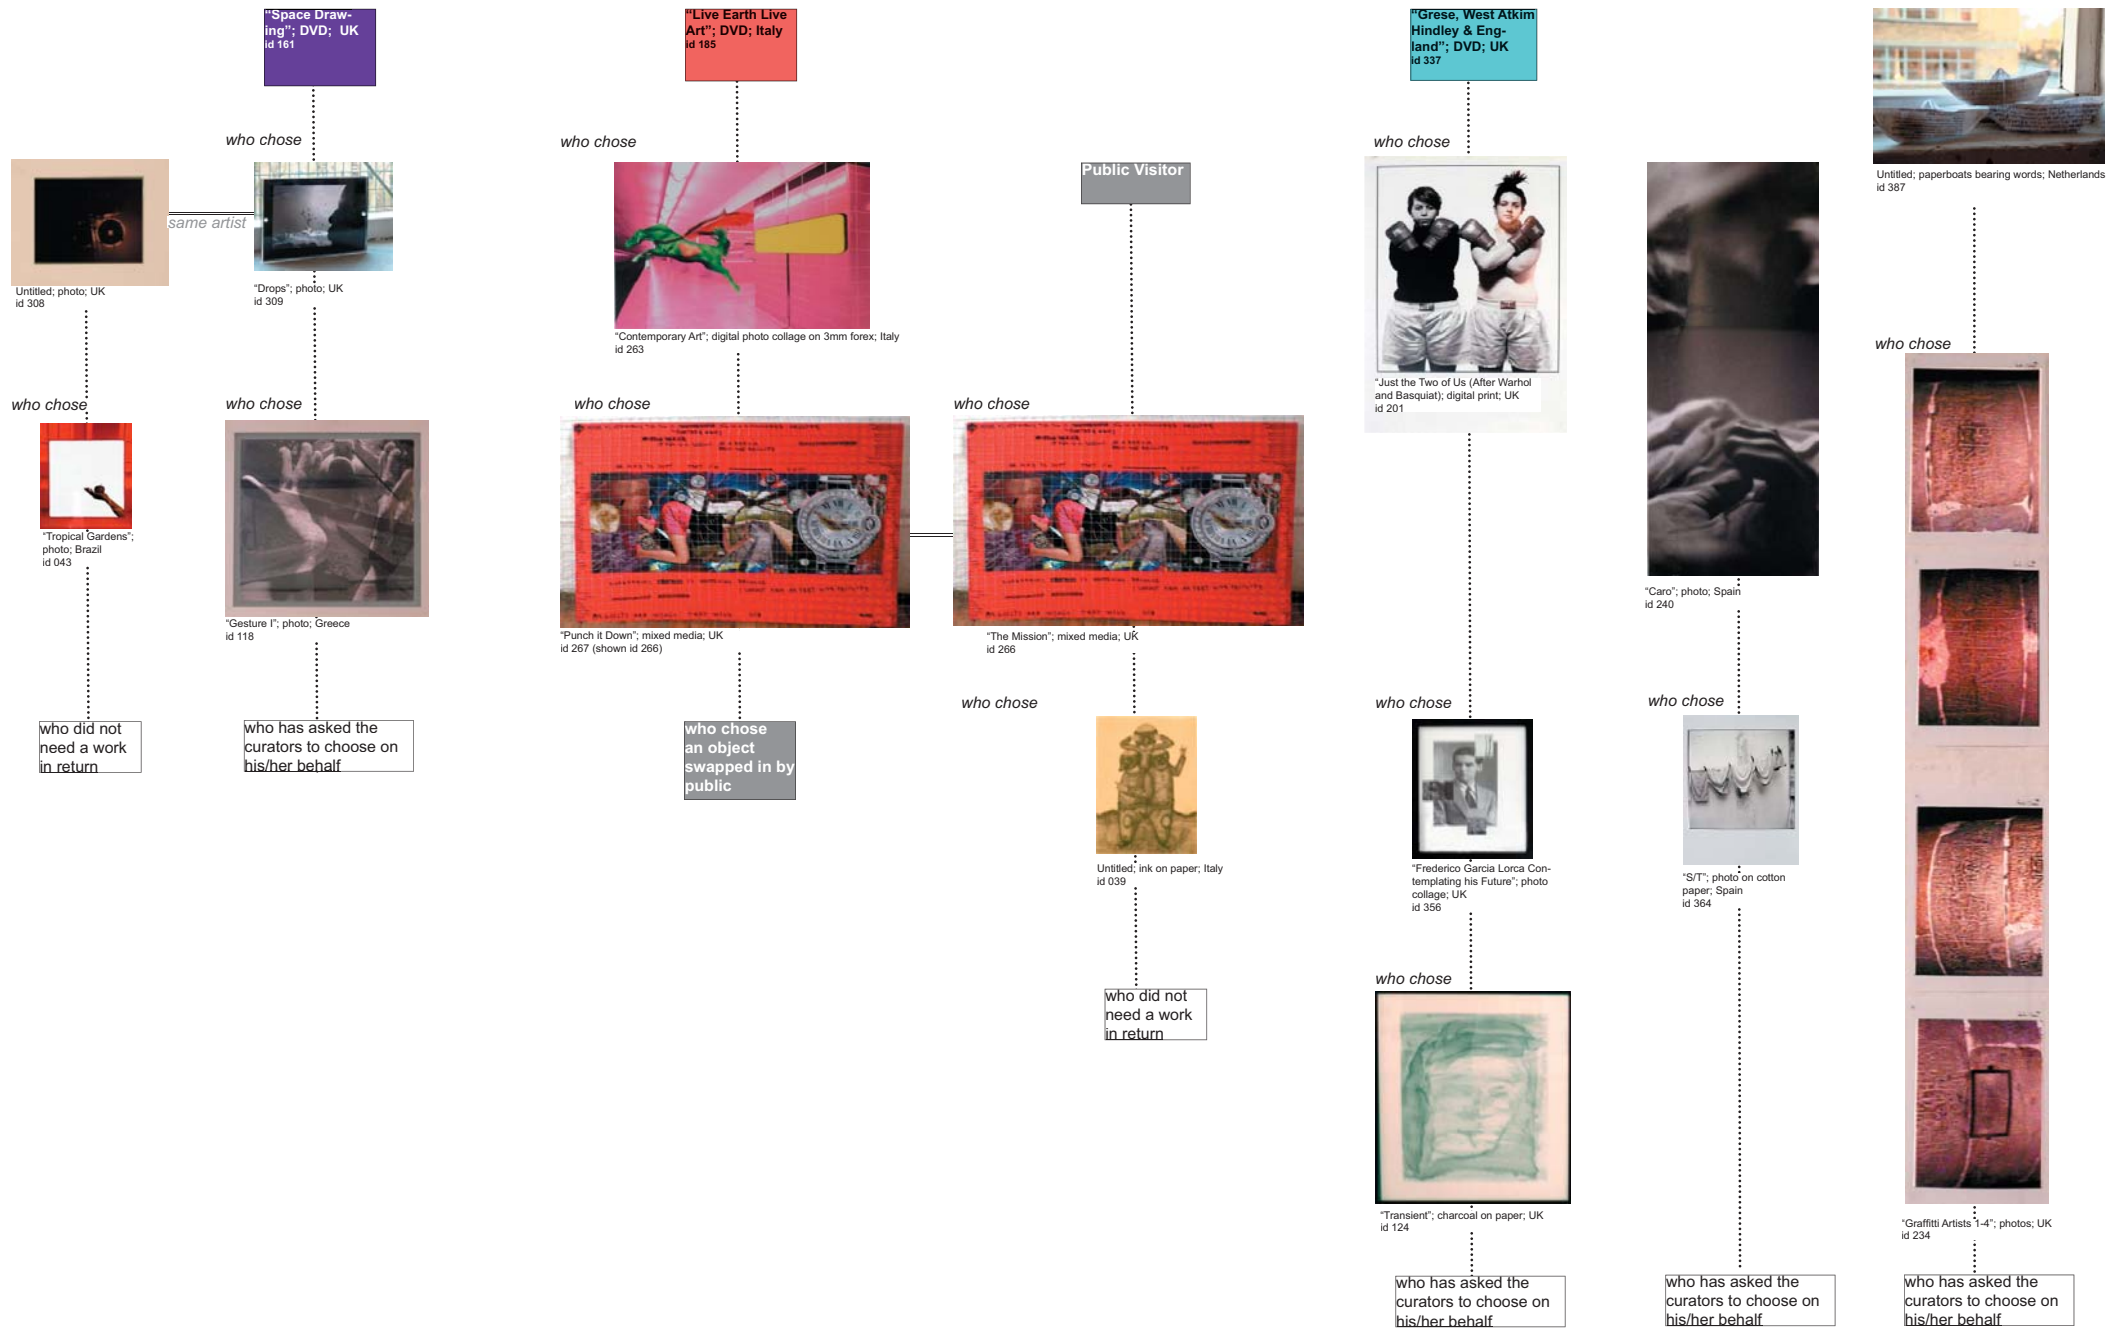 “Space Draw-
ing”; DVD; UK
id 161
who chose
same artist
Untitled; photo; UK
id 308
“Drops”; photo; UK
id 309
who chose
“Tropical Gardens”;
photo; Brazil
id 043
who did not
need a work
in return
who chose
“Gesture I”; photo; Greece
id 118
who has asked the
curators to choose on
his/her behalf
“Live Earth Live
Art”; DVD; Italy
id 185
who chose
“Contemporary Art”; digital photo collage on 3mm forex; Italy
id 263
who chose
“Punch it Down”; mixed media; UK
id 267 (shown id 266)
who chose
an object
swapped in by
public
Public Visitor
who chose
“The Mission”; mixed media; UK
id 266
who chose
Untitled; ink on paper; Italy
id 039
who did not
need a work
in return
“Grese, West Atkim
Hindley & Eng-
land”; DVD; UK
id 337
who chose
“Just the Two of Us (After Warhol
and Basquiat); digital print; UK
id 201
who chose
“Frederico Garcia Lorca Con-
templating his Future”; photo
collage; UK
id 356
who chose
“Transient”; charcoal on paper; UK
id 124
who has asked the
curators to choose on
his/her behalf
“Caro”; photo; Spain
id 240
who chose
“S/T”; photo on cotton
paper; Spain
id 364
who has asked the
curators to choose on
his/her behalf
Untitled; paperboats bearing words; Netherlands
id 387
who chose
“Graffitti Artists 1-4”; photos; UK
id 234
who has asked the
curators to choose on
his/her behalf